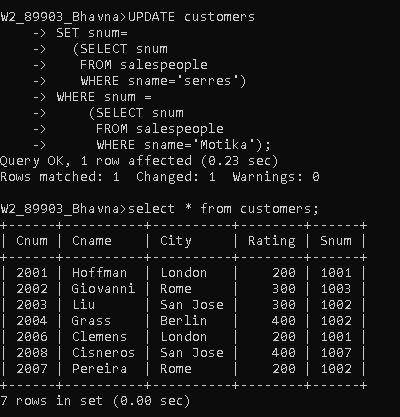 W2_89903_Bhavna>UPDATE customers
    -> SET snum=
    ->   (SELECT snum
    ->    FROM salespeople
    ->    WHERE sname='serres')
    -> WHERE snum =
    ->     (SELECT snum
    ->      FROM salespeople
    ->      WHERE sname='Motika');
Query OK, 1 row affected (0.23 sec)
Rows matched: 1  Changed: 1  Warnings: 0

W2_89903_Bhavna>select * from customers;
+------+----------+----------+--------+------+
| Cnum | Cname    | City     | Rating | Snum |
+------+----------+----------+--------+------+
| 2001 | Hoffman  | London   |    200 | 1001 |
| 2002 | Giovanni | Rome     |    300 | 1003 |
| 2003 | Liu      | San Jose |    300 | 1002 |
| 2004 | Grass    | Berlin   |    400 | 1002 |
| 2006 | Clemens  | London   |    200 | 1001 |
| 2008 | Cisneros | San Jose |    400 | 1007 |
| 2007 | Pereira  | Rome     |    200 | 1002 |
+------+----------+----------+--------+------+
7 rows in set (0.00 sec)